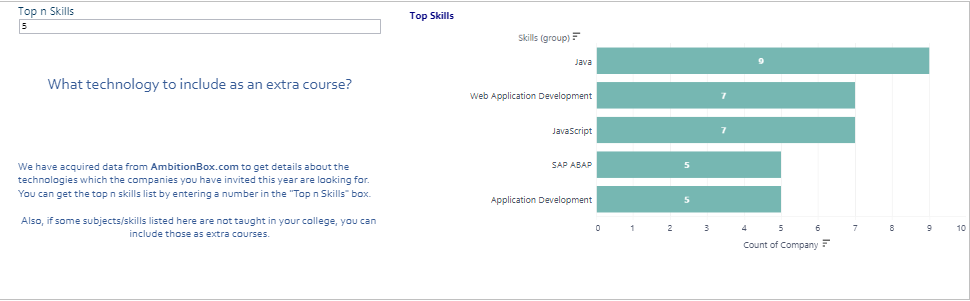 Top n Skills
5
What technology to include as an extra course?
We have acquired data from AmbitionBox.com to get details about the
technologies which the companies you have invited this year are looking for.
You can get the top n skills list by entering a number in the "Top n Skills" box.
Also, if some subjects/skills listed here are not taught in your college, you can
include those as extra courses.
Top Skills
Skills (group)
Java 9
Web Application Development 7
JavaScript 7
SAP ABAP 5
Application Development 5
0 1 2 3 4 5 6 7 8 9 10
Count of Company